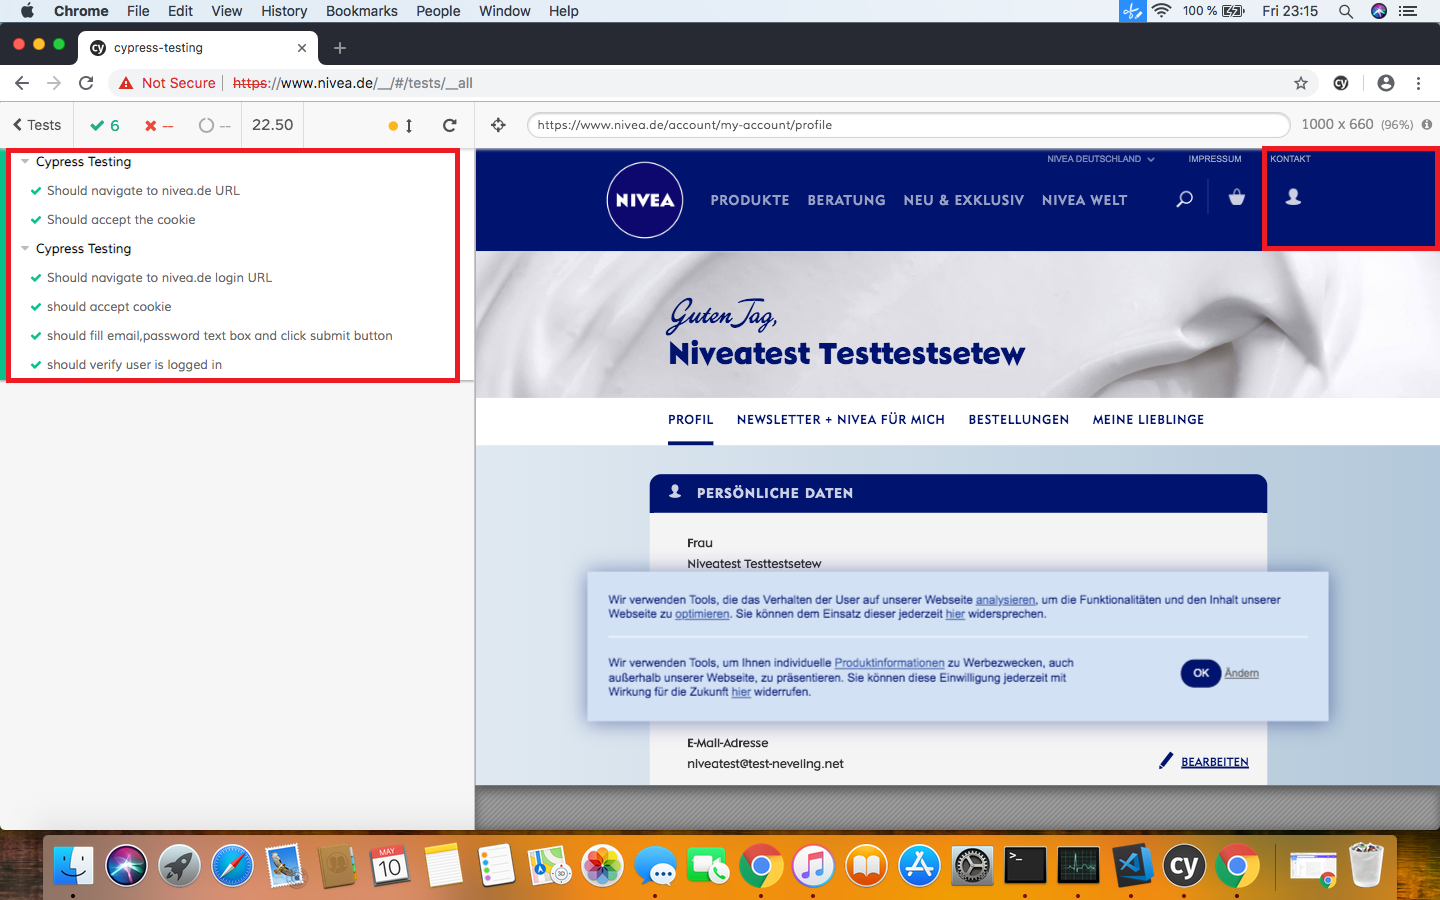 Chrome File Edit View History Bookmarks People Window Help 100 % Fri 23:15
cy cypress-testing
Not Secure https://www.nivea.de/__/#/tests/__all cy
Tests 6 -- -- 22.50
https://www.nivea.de/account/my-account/profile 1000 x 660 (96%)
Cypress Testing
Should navigate to nivea.de URL
Should accept the cookie
Cypress Testing
Should navigate to nivea.de login URL
should accept cookie
should fill email,password text box and click submit button
should verify user is logged in
NIVEA DEUTSCHLAND IMPRESSUM KONTAKT
NIVEA PRODUKTE BERATUNG NEU & EXKLUSIV NIVEA WELT
Guten Tag,
Niveatest Testtestsetew
PROFIL NEWSLETTER + NIVEA FÜR MICH BESTELLUNGEN MEINE LIEBLINGE
PERSÖNLICHE DATEN
Frau
Niveatest Testtestsetew
Wir verwenden Tools, die das Verhalten der User auf unserer Webseite analysieren, um die Funktionalitäten und den Inhalt unserer
Webseite zu optimieren. Sie können dem Einsatz dieser jederzeit hier widersprechen.
Wir verwenden Tools, um Ihnen individuelle Produktinformationen zu Werbezwecken, auch
außerhalb unserer Webseite, zu präsentieren. Sie können diese Einwilligung jederzeit mit
Wirkung für die Zukunft hier widerrufen.
OK Ändern
E-Mail-Adresse
niveatest@test-neveling.net
BEARBEITEN
MAY
10
3D
>_
cy